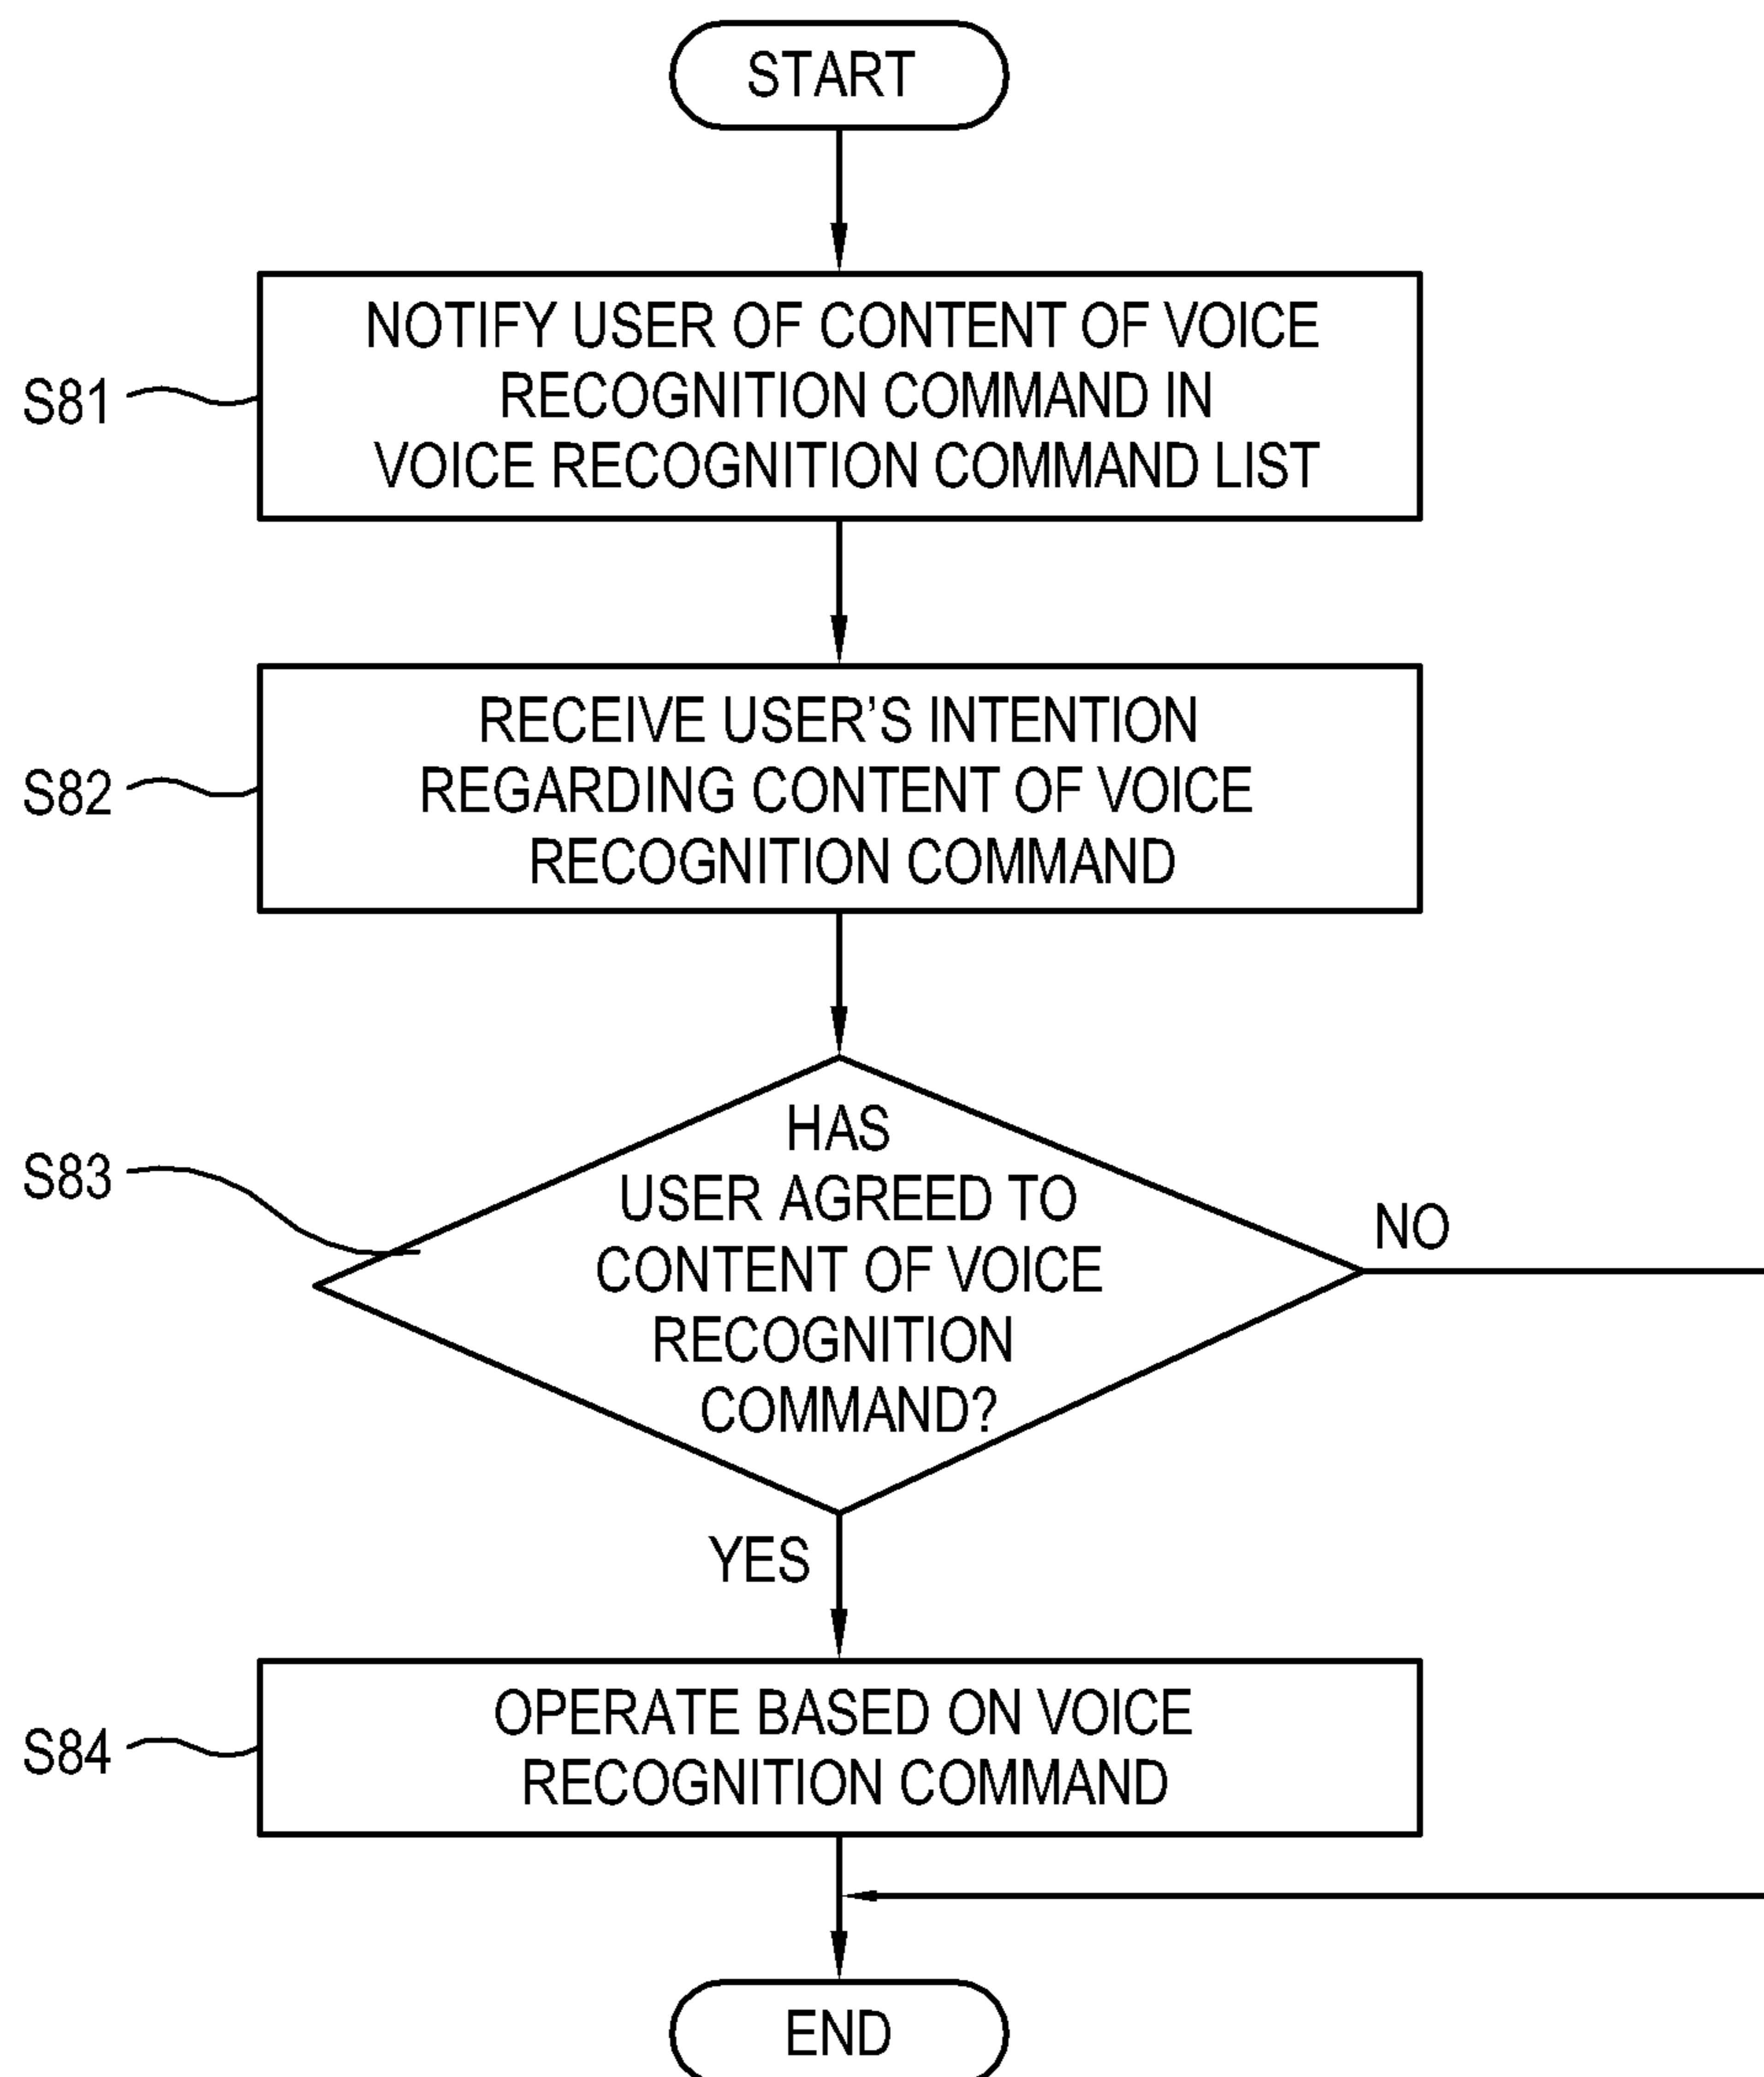 START
S81
NOTIFY USER OF CONTENT OF VOICE
RECOGNITION COMMAND IN
VOICE RECOGNITION COMMAND LIST
S82
RECEIVE USER'S INTENTION
REGARDING CONTENT OF VOICE
RECOGNITION COMMAND
S83
HAS
USER AGREED TO
CONTENT OF VOICE
RECOGNITION
COMMAND?
NO
YES
S84
OPERATE BASED ON VOICE
RECOGNITION COMMAND
END